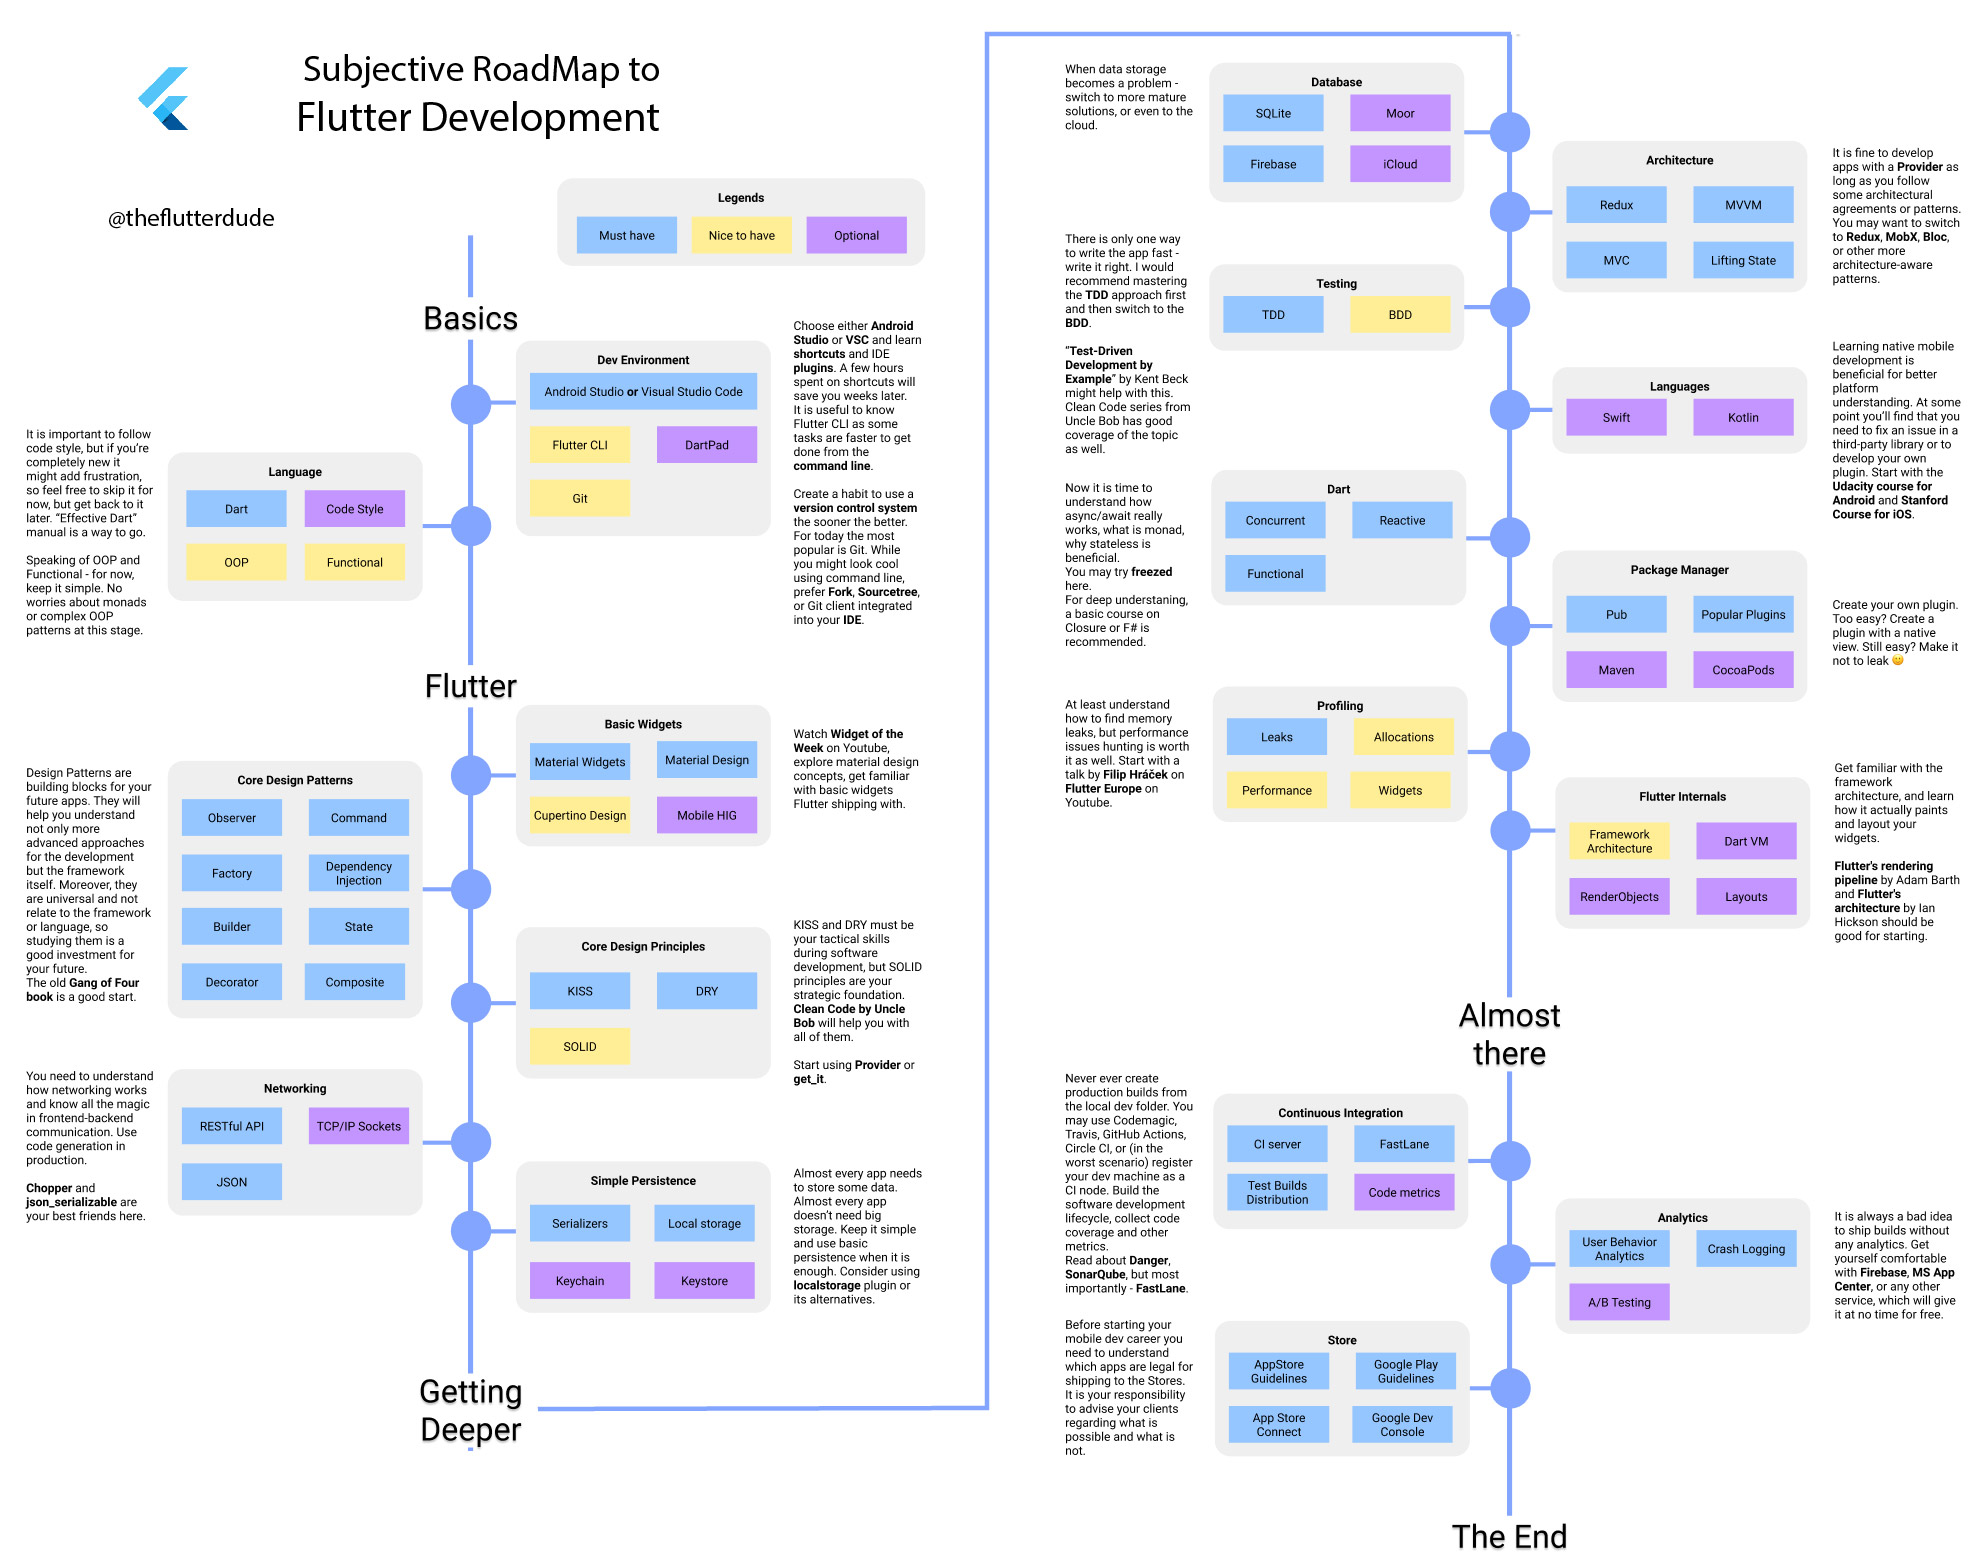 Subjective RoadMap to
Flutter Development
@theflutterdude
Legends
Must have
Nice to have
Optional
Basics
Dev Environment
Android Studio or Visual Studio Code
Flutter CLI
DartPad
Git
Choose either Android
Studio or VSC and learn
shortcuts and IDE
plugins. A few hours
spent on shortcuts will
save you weeks later.
It is useful to know
Flutter CLI as some
tasks are faster to get
done from the
command line.
Create a habit to use a
version control system
the sooner the better.
For today the most
popular is Git. While
you might look cool
using command line,
prefer Fork, Sourcetree,
or Git client integrated
into your IDE.
It is important to follow
code style, but if you're
completely new it
might add frustration,
so feel free to skip it for
now, but get back to it
later. “Effective Dart”
manual is a way to go.
Speaking of OOP and
Functional - for now,
keep it simple. No
worries about monads
or complex OOP
patterns at this stage.
Language
Dart
Code Style
OOP
Functional
Flutter
Basic Widgets
Material Widgets
Material Design
Cupertino Design
Mobile HIG
Watch Widget of the
Week on Youtube,
explore material design
concepts, get familiar
with basic widgets
Flutter shipping with.
Design Patterns are
building blocks for your
future apps. They will
help you understand
not only more
advanced approaches
for the development
but the framework
itself. Moreover, they
are universal and not
relate to the framework
or language, so
studying them is a
good investment for
your future.
The old Gang of Four
book is a good start.
Core Design Patterns
Observer
Command
Factory
Dependency
Injection
Builder
State
Decorator
Composite
Core Design Principles
KISS
DRY
SOLID
KISS and DRY must be
your tactical skills
during software
development, but SOLID
principles are your
strategic foundation.
Clean Code by Uncle
Bob will help you with
all of them.
Start using Provider or
get_it.
You need to understand
how networking works
and know all the magic
in frontend-backend
communication. Use
code generation in
production.
Chopper and
json_serializable are
your best friends here.
Networking
RESTful API
TCP/IP Sockets
JSON
Simple Persistence
Serializers
Local storage
Keychain
Keystore
Almost every app needs
to store some data.
Almost every app
doesn't need big
storage. Keep it simple
and use basic
persistence when it is
enough. Consider using
localstorage plugin or
its alternatives.
Getting
Deeper
When data storage
becomes a problem -
switch to more mature
solutions, or even to the
cloud.
Database
SQLite
Moor
Firebase
iCloud
Architecture
Redux
MVVM
MVC
Lifting State
It is fine to develop
apps with a Provider as
long as you follow
some architectural
agreements or patterns.
You may want to switch
to Redux, MobX, Bloc,
or other more
architecture-aware
patterns.
There is only one way
to write the app fast -
write it right. I would
recommend mastering
the TDD approach first
and then switch to the
BDD.
“Test-Driven
Development by
Example” by Kent Beck
might help with this.
Clean Code series from
Uncle Bob has good
coverage of the topic
as well.
Testing
TDD
BDD
Languages
Swift
Kotlin
Learning native mobile
development is
beneficial for better
platform
understanding. At some
point you'll find that you
need to fix an issue in a
third-party library or to
develop your own
plugin. Start with the
Udacity course for
Android and Stanford
Course for iOS.
Now it is time to
understand how
async/await really
works, what is monad,
why stateless is
beneficial.
You may try freezed
here.
For deep understaning,
a basic course on
Closure or F# is
recommended.
Dart
Concurrent
Reactive
Functional
Package Manager
Pub
Popular Plugins
Maven
CocoaPods
Create your own plugin.
Too easy? Create a
plugin with a native
view. Still easy? Make it
not to leak 😀
At least understand
how to find memory
leaks, but performance
issues hunting is worth
it as well. Start with a
talk by Filip Hráček on
Flutter Europe on
Youtube.
Profiling
Leaks
Allocations
Performance
Widgets
Flutter Internals
Framework
Architecture
Dart VM
RenderObjects
Layouts
Get familiar with the
framework
architecture, and learn
how it actually paints
and layout your
widgets.
Flutter's rendering
pipeline by Adam Barth
and Flutter's
architecture by Ian
Hickson should be
good for starting.
Almost
there
Never ever create
production builds from
the local dev folder. You
may use Codemagic,
Travis, GitHub Actions,
Circle CI, or (in the
worst scenario) register
your dev machine as a
CI node. Build the
software development
lifecycle, collect code
coverage and other
metrics.
Read about Danger,
SonarQube, but most
importantly - FastLane.
Continuous Integration
CI server
FastLane
Test Builds
Distribution
Code metrics
Analytics
User Behavior
Analytics
Crash Logging
A/B Testing
It is always a bad idea
to ship builds without
any analytics. Get
yourself comfortable
with Firebase, MS App
Center, or any other
service, which will give
it at no time for free.
Before starting your
mobile dev career you
need to understand
which apps are legal for
shipping to the Stores.
It is your responsibility
to advise your clients
regarding what is
possible and what is
not.
Store
AppStore
Guidelines
Google Play
Guidelines
App Store
Connect
Google Dev
Console
The End